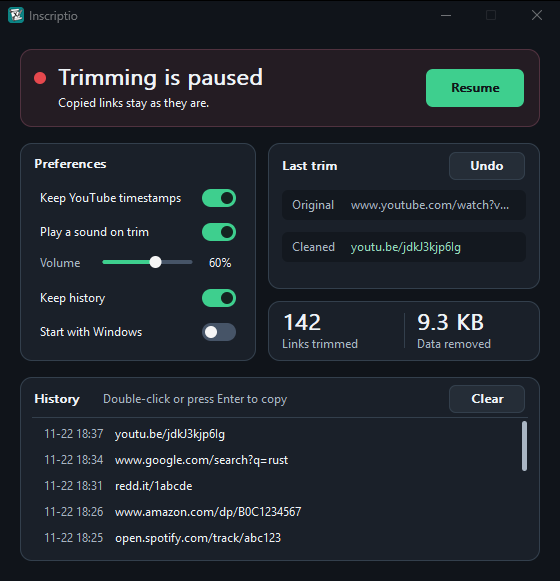 Inscriptio
Trimming is paused
Copied links stay as they are.
Resume
Preferences
Keep YouTube timestamps
Play a sound on trim
Volume 60%
Keep history
Start with Windows
Last trim Undo
Original www.youtube.com/watch?v...
Cleaned youtu.be/jdkJ3kjp6lg
142 9.3 KB
Links trimmed Data removed
History Double-click or press Enter to copy Clear
11-22 18:37 youtu.be/jdkJ3kjp6lg
11-22 18:34 www.google.com/search?q=rust
11-22 18:31 redd.it/1abcde
11-22 18:26 www.amazon.com/dp/B0C1234567
11-22 18:25 open.spotify.com/track/abc123